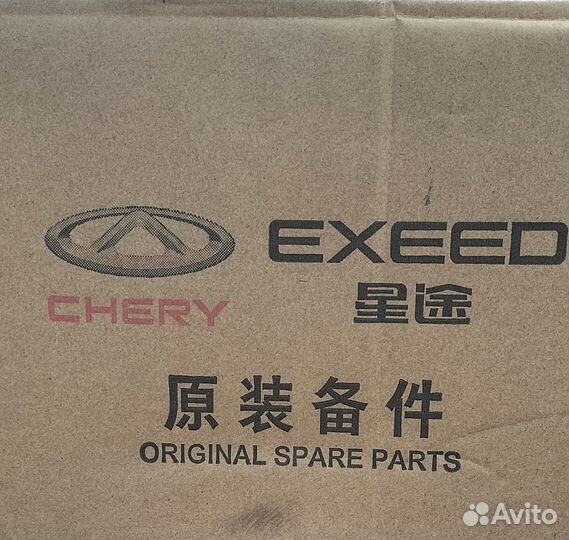 CHERY
EXEED
星途
原装备件
ORIGINAL SPARE PARTS
Avito